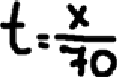 t = x/70